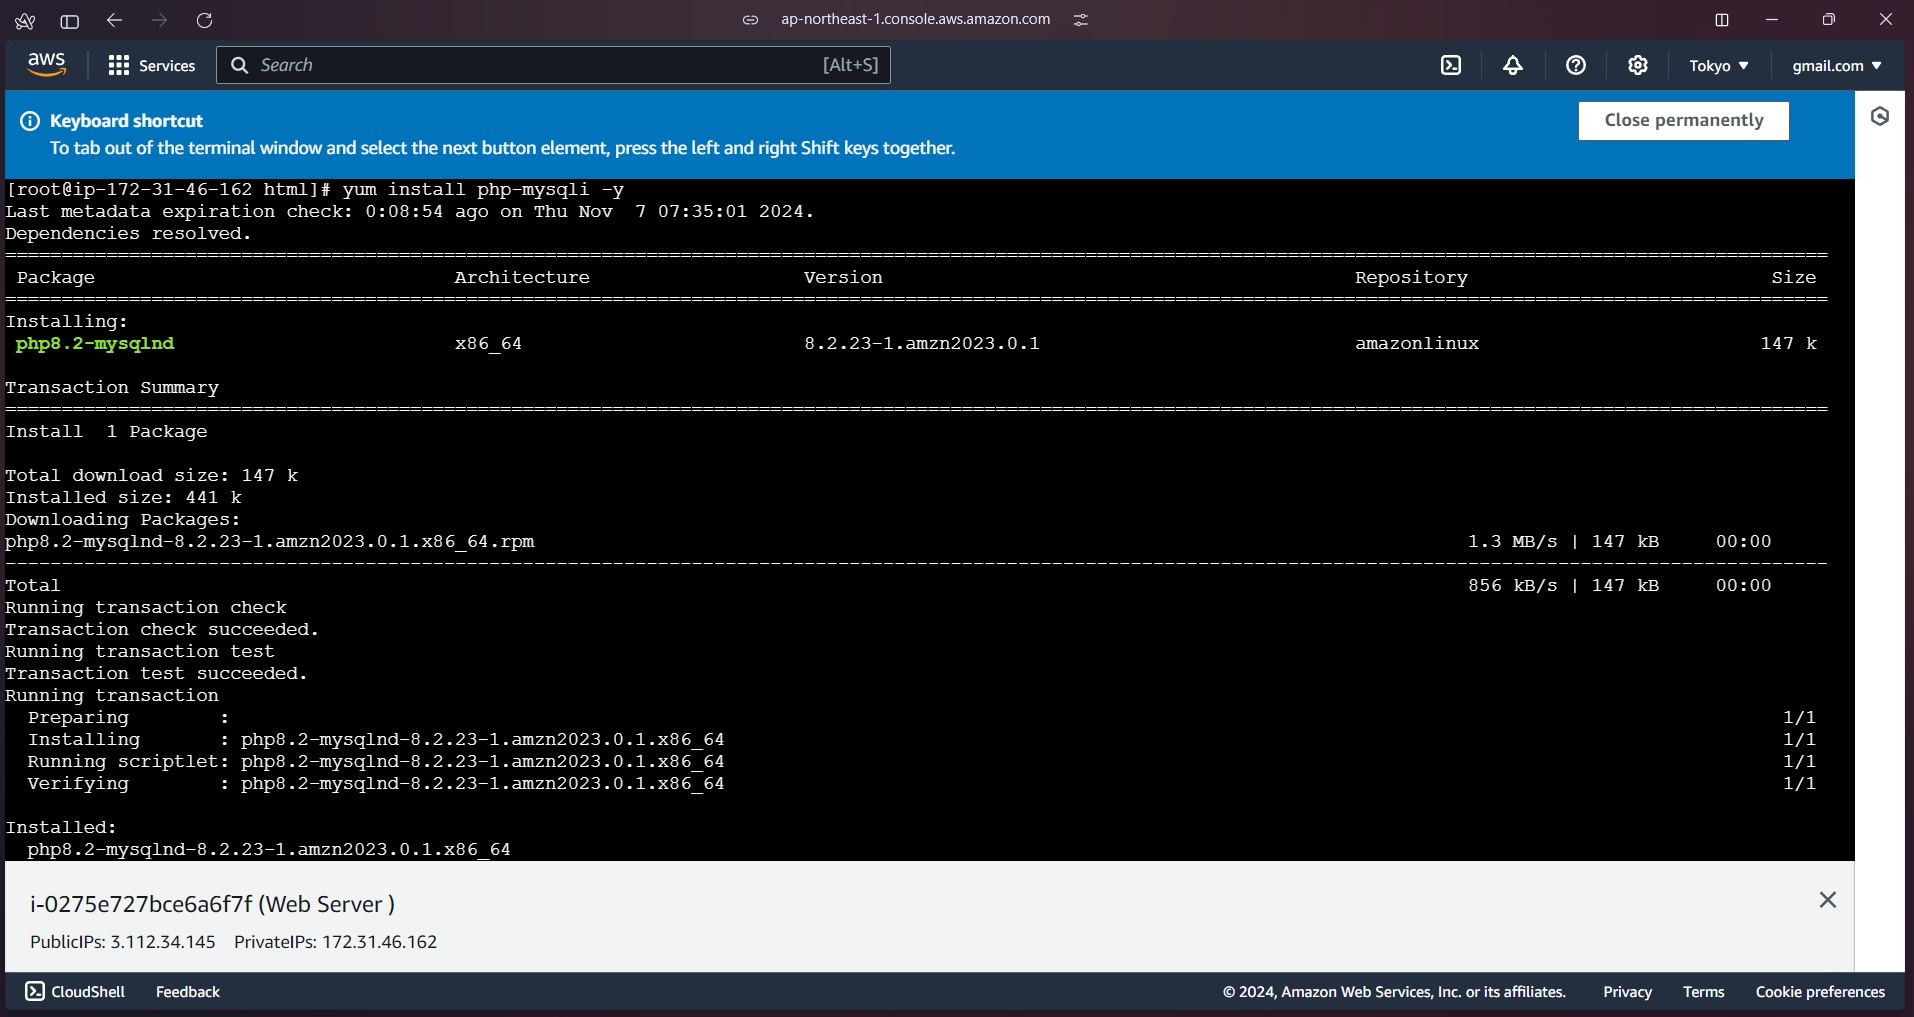 ap-northeast-1.console.aws.amazon.com
aws Services Search [Alt+S] Tokyo ▼ gmail.com ▼
Keyboard shortcut
Close permanently
To tab out of the terminal window and select the next button element, press the left and right Shift keys together.
[root@ip-172-31-46-162 html]# yum install php-mysqli -y
Last metadata expiration check: 0:08:54 ago on Thu Nov  7 07:35:01 2024.
Dependencies resolved.
Package Architecture Version Repository Size
Installing:
php8.2-mysqlnd x86_64 8.2.23-1.amzn2023.0.1 amazonlinux 147 k
Transaction Summary
Install  1 Package
Total download size: 147 k
Installed size: 441 k
Downloading Packages:
php8.2-mysqlnd-8.2.23-1.amzn2023.0.1.x86_64.rpm 1.3 MB/s | 147 kB 00:00
Total 856 kB/s | 147 kB 00:00
Running transaction check
Transaction check succeeded.
Running transaction test
Transaction test succeeded.
Running transaction
Preparing : 1/1
Installing : php8.2-mysqlnd-8.2.23-1.amzn2023.0.1.x86_64 1/1
Running scriptlet: php8.2-mysqlnd-8.2.23-1.amzn2023.0.1.x86_64 1/1
Verifying : php8.2-mysqlnd-8.2.23-1.amzn2023.0.1.x86_64 1/1
Installed:
php8.2-mysqlnd-8.2.23-1.amzn2023.0.1.x86_64
i-0275e727bce6a6f7f (Web Server )
PublicIPs: 3.112.34.145 PrivateIPs: 172.31.46.162
CloudShell Feedback © 2024, Amazon Web Services, Inc. or its affiliates. Privacy Terms Cookie preferences